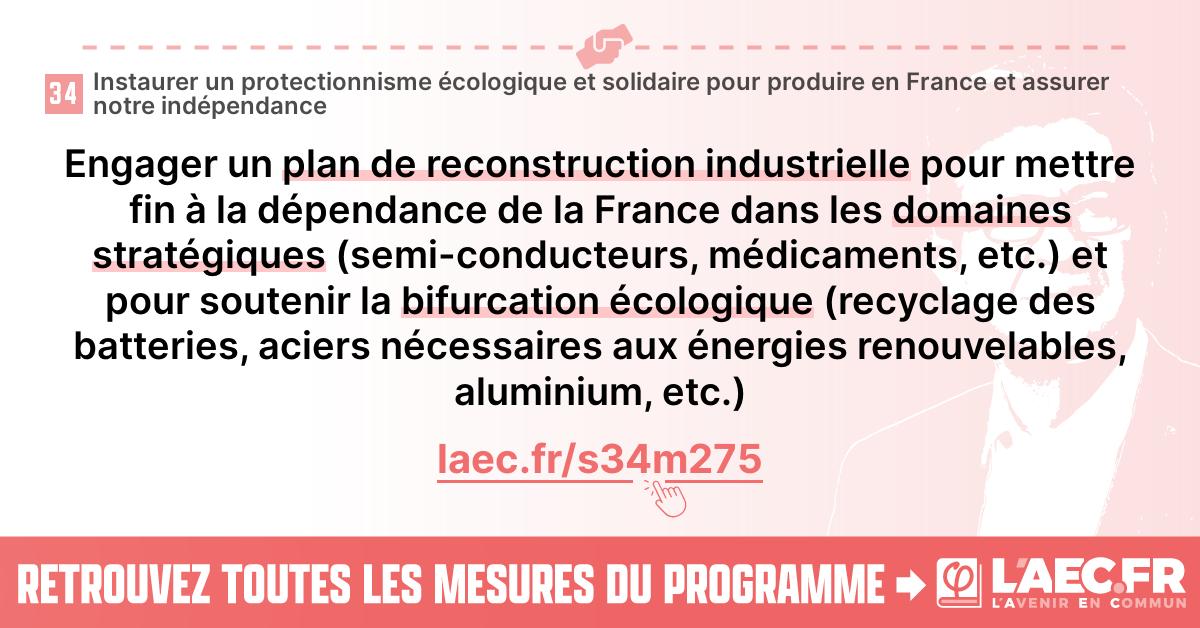 34 Instaurer un protectionnisme écologique et solidaire pour produire en France et assurer
notre indépendance
Engager un plan de reconstruction industrielle pour mettre
fin à la dépendance de la France dans les domaines
stratégiques (semi-conducteurs, médicaments, etc.) et
pour soutenir la bifurcation écologique (recyclage des
batteries, aciers nécessaires aux énergies renouvelables,
aluminium, etc.)
laec.fr/s34m275
RETROUVEZ TOUTES LES MESURES DU PROGRAMME
L'AEC.FR
L'AVENIR EN COMMUN